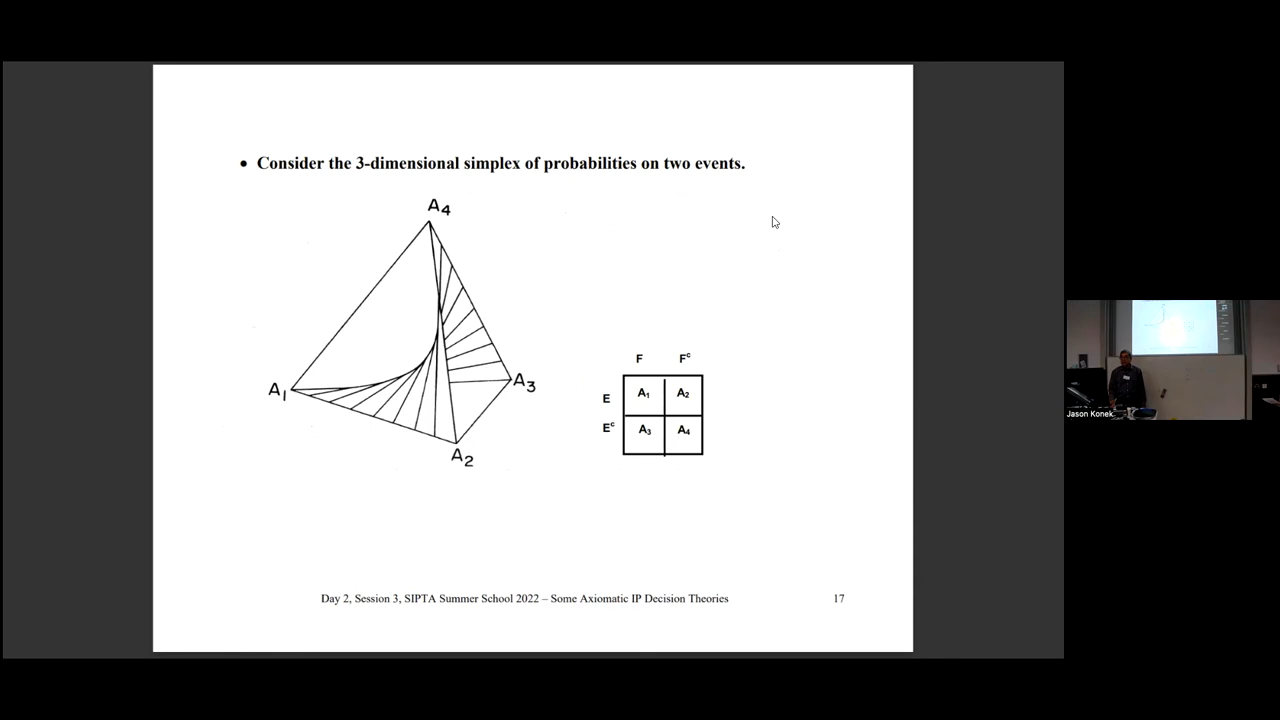 • Consider the 3-dimensional simplex of probabilities on two events.
A4
A1
A3
A2
F Fᶜ
E A₁ A₂
Eᶜ A₃ A₄
Day 2, Session 3, SIPTA Summer School 2022 – Some Axiomatic IP Decision Theories 17
Jason Konek